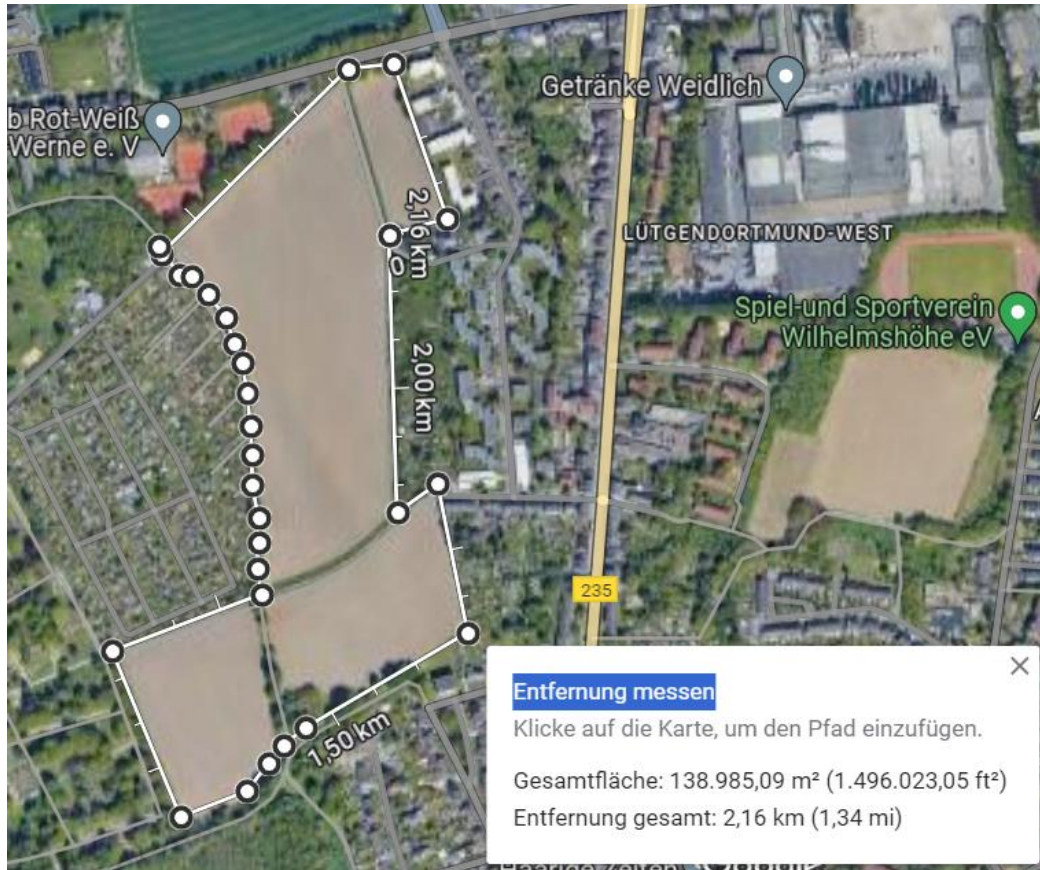 Getränke Weidlich
b Rot-Weiß
Werne e. V
2,16 km
LÜTGENDORTMUND-WEST
Spiel-und Sportverein
Wilhelmshöhe eV
2,00 km
235
1,50 km
Entfernung messen
Klicke auf die Karte, um den Pfad einzufügen.
Gesamtfläche: 138.985,09 m² (1.496.023,05 ft²)
Entfernung gesamt: 2,16 km (1,34 mi)